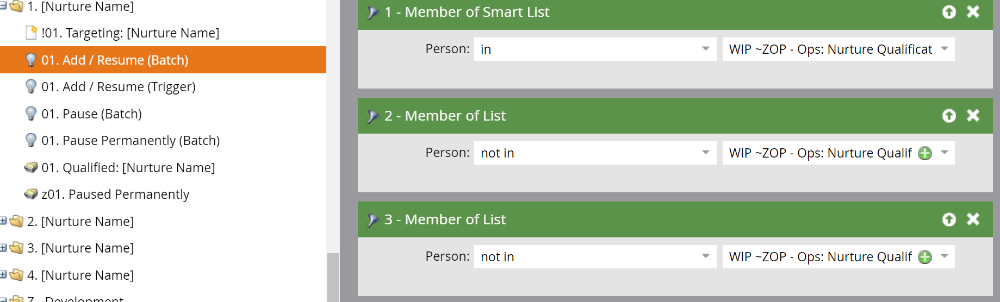 1. [Nurture Name]
!01. Targeting: [Nurture Name]
01. Add / Resume (Batch)
01. Add / Resume (Trigger)
01. Pause (Batch)
01. Pause Permanently (Batch)
01. Qualified: [Nurture Name]
z01. Paused Permanently
2. [Nurture Name]
3. [Nurture Name]
4. [Nurture Name]
Z - Development
1 - Member of Smart List
Person: in WIP ~ZOP - Ops: Nurture Qualificat
2 - Member of List
Person: not in WIP ~ZOP - Ops: Nurture Qualif
3 - Member of List
Person: not in WIP ~ZOP - Ops: Nurture Qualif